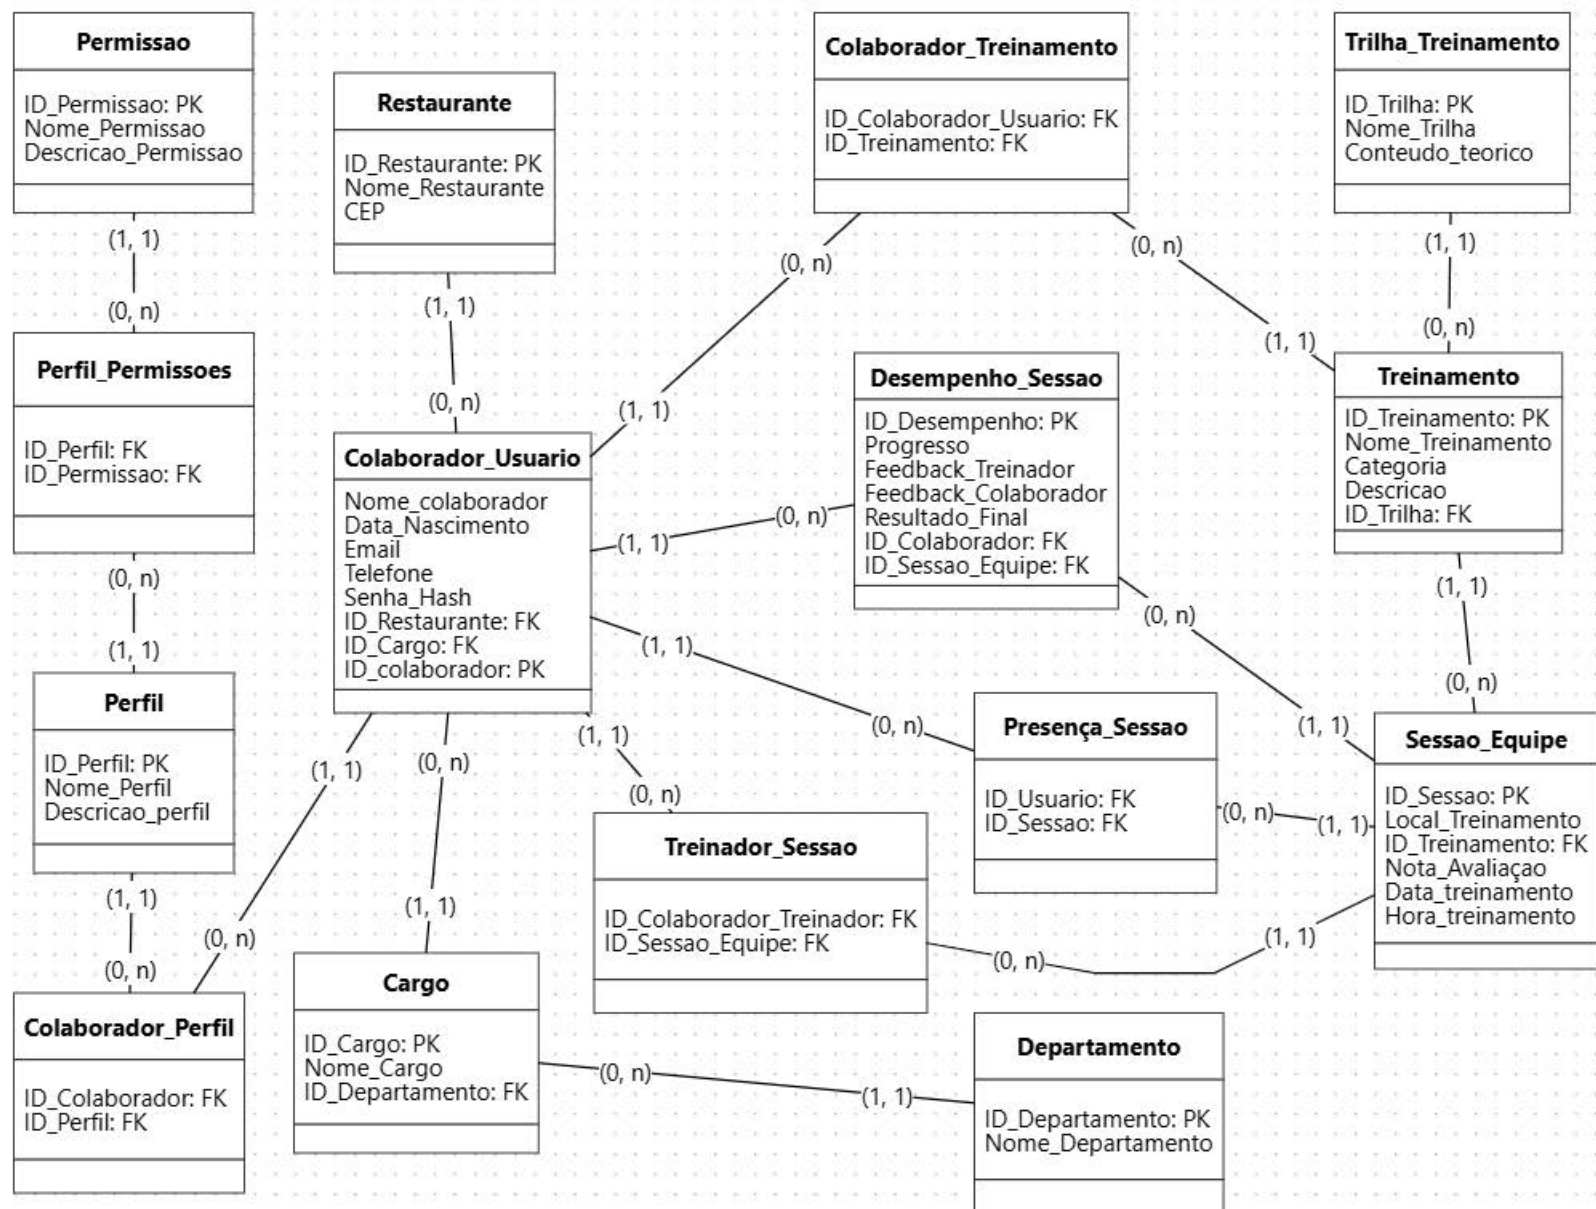 Permissao
ID_Permissao: PK
Nome_Permissao
Descricao_Permissao
(1, 1)
(0, n)
Perfil_Permissoes
ID_Perfil: FK
ID_Permissao: FK
(0, n)
(1, 1)
Perfil
ID_Perfil: PK
Nome_Perfil
Descricao_perfil
(1, 1)
(0, n)
Colaborador_Perfil
ID_Colaborador: FK
ID_Perfil: FK
Restaurante
ID_Restaurante: PK
Nome_Restaurante
CEP
(1, 1)
(0, n)
Colaborador_Usuario
Nome_colaborador
Data_Nascimento
Email
Telefone
Senha_Hash
ID_Restaurante: FK
ID_Cargo: FK
ID_colaborador: PK
(1, 1)
(0, n)
(0, n)
(1, 1)
Cargo
ID_Cargo: PK
Nome_Cargo
ID_Departamento: FK
(0, n)
(1, 1)
Departamento
ID_Departamento: PK
Nome_Departamento
(1, 1)
(0, n)
Treinador_Sessao
ID_Colaborador_Treinador: FK
ID_Sessao_Equipe: FK
(0, n)
(1, 1)
Colaborador_Treinamento
ID_Colaborador_Usuario: FK
ID_Treinamento: FK
(0, n)
(1, 1)
(0, n)
(1, 1)
Desempenho_Sessao
ID_Desempenho: PK
Progresso
Feedback_Treinador
Feedback_Colaborador
Resultado_Final
ID_Colaborador: FK
ID_Sessao_Equipe: FK
(1, 1)
(0, n)
(0, n)
(1, 1)
Presença_Sessao
ID_Usuario: FK
ID_Sessao: FK
(1, 1)
(0, n)
(0, n)
(1, 1)
Trilha_Treinamento
ID_Trilha: PK
Nome_Trilha
Conteudo_teorico
(1, 1)
(0, n)
Treinamento
ID_Treinamento: PK
Nome_Treinamento
Categoria
Descricao
ID_Trilha: FK
(1, 1)
(0, n)
Sessao_Equipe
ID_Sessao: PK
Local_Treinamento
ID_Treinamento: FK
Nota_Avaliaçao
Data_treinamento
Hora_treinamento